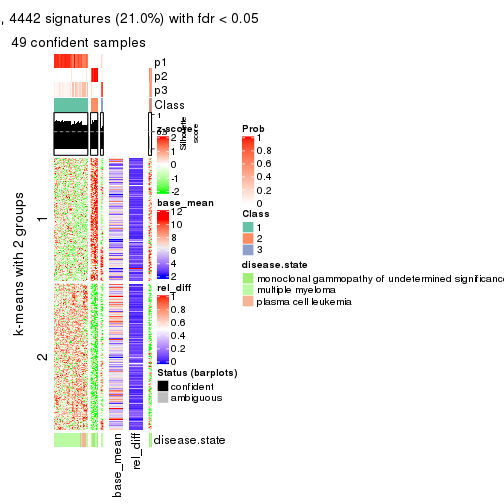 , 4442 signatures (21.0%) with fdr < 0.05
49 confident samples
p1
p2
p3
Class
1
0
Silhouette
score
k-means with 2 groups
1
2
base_mean
rel_diff
disease.state
z-score
2
1
0
-1
-2
base_mean
12
10
8
6
4
2
rel_diff
1
0.8
0.6
0.4
0.2
0
Status (barplots)
confident
ambiguous
Prob
1
0.8
0.6
0.4
0.2
0
Class
1
2
3
disease.state
monoclonal gammopathy of undetermined significance
multiple myeloma
plasma cell leukemia